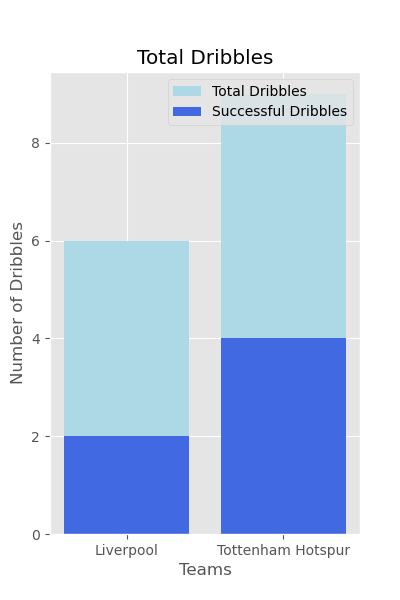 Total Dribbles
Total Dribbles
Successful Dribbles
Number of Dribbles
8
6
4
2
0
Liverpool
Tottenham Hotspur
Teams